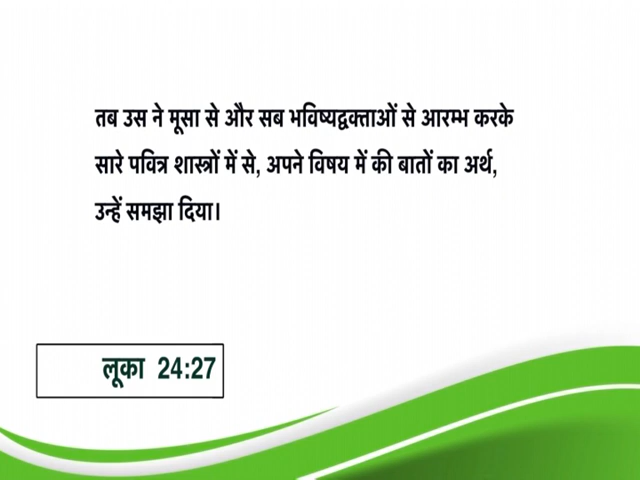 तब उस ने मूसा से और सब भविष्यद्वक्ताओं से आरम्भ करके
सारे पवित्र शास्त्रों में से, अपने विषय में की बातों का अर्थ,
उन्हें समझा दिया।
लूका 24:27